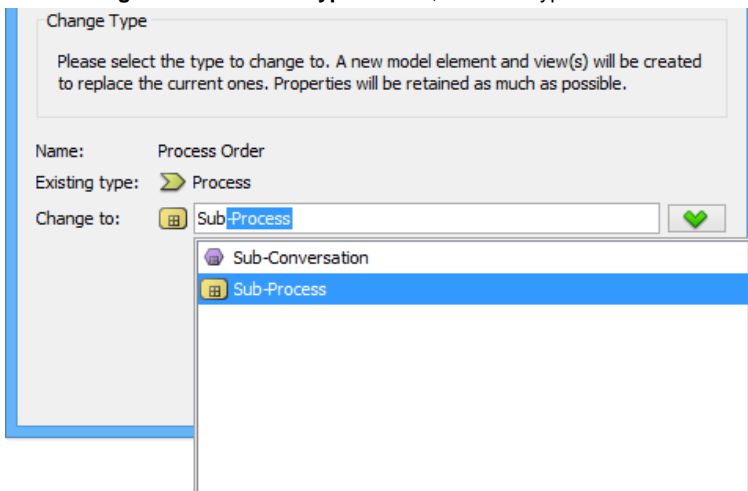 Change Type
Please select the type to change to. A new model element and view(s) will be created
to replace the current ones. Properties will be retained as much as possible.
Name: Process Order
Existing type: Process
Change to: Sub-Process
Sub-Conversation
Sub-Process